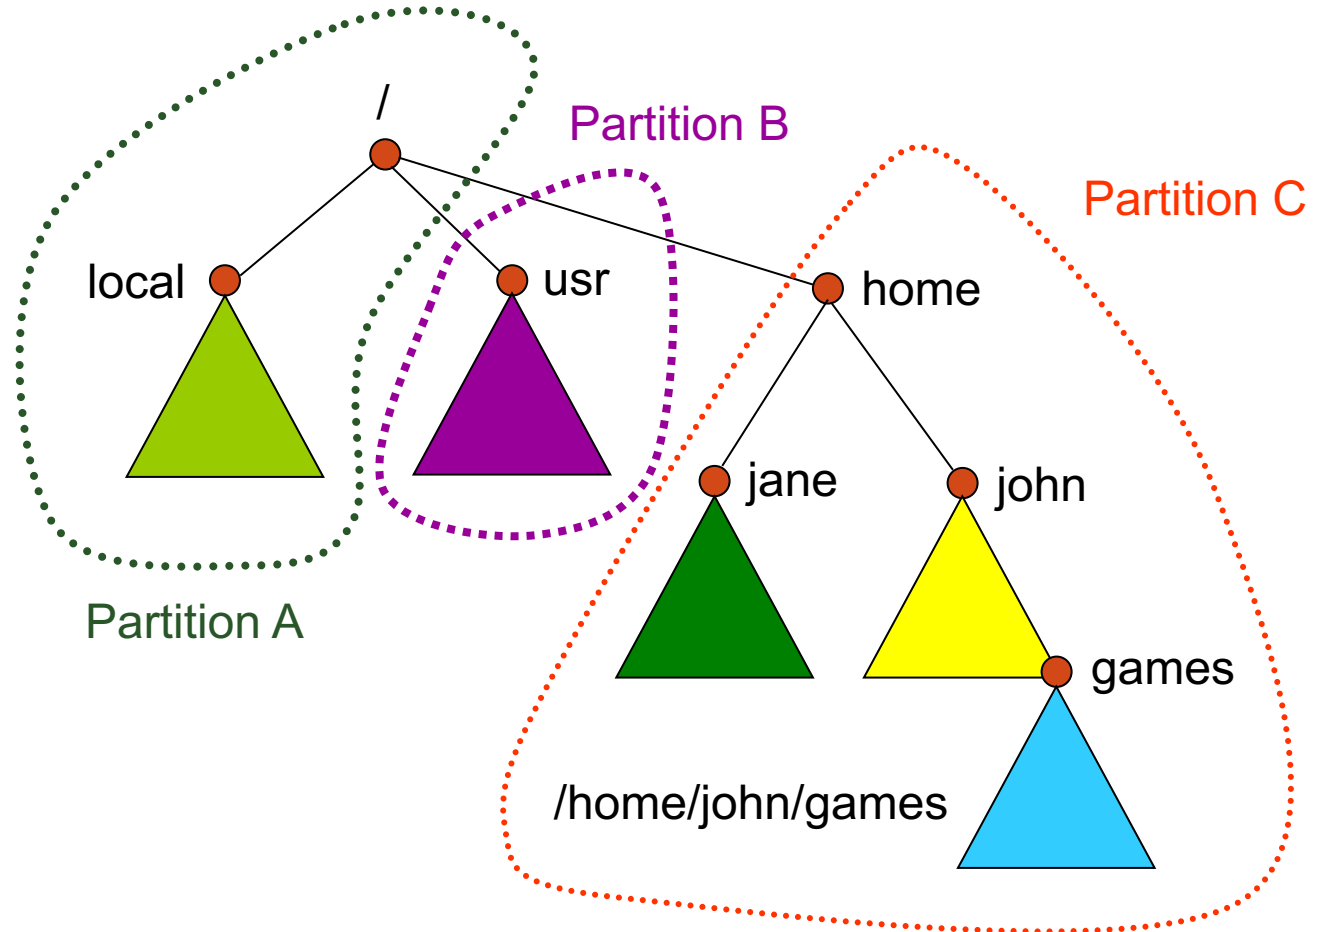 /
Partition B
Partition C
local
usr
home
jane
john
Partition A
games
/home/john/games